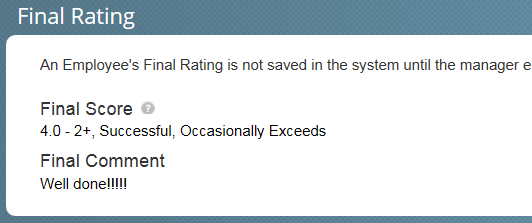 Final Rating
An Employee's Final Rating is not saved in the system until the manager e
Final Score ?
4.0 - 2+, Successful, Occasionally Exceeds
Final Comment
Well done!!!!!